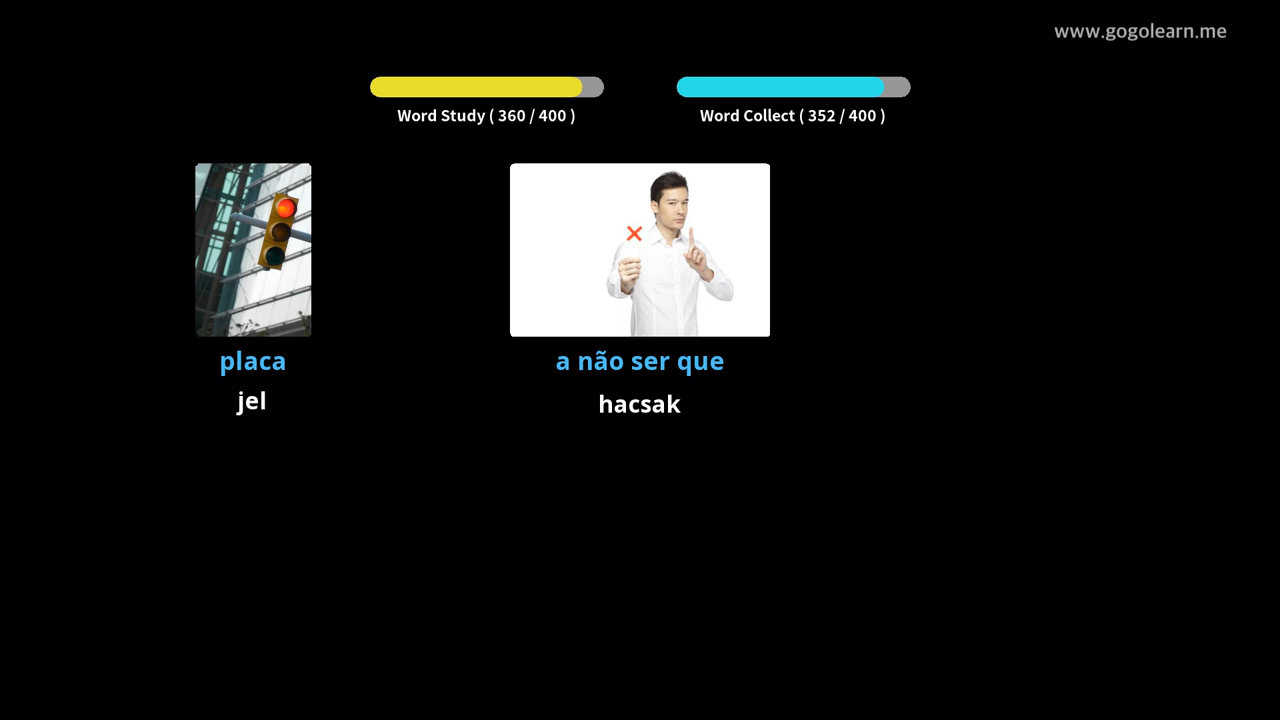 www.gogolearn.me
Word Study ( 360 / 400 )
Word Collect ( 352 / 400 )
placa
jel
a não ser que
hacsak